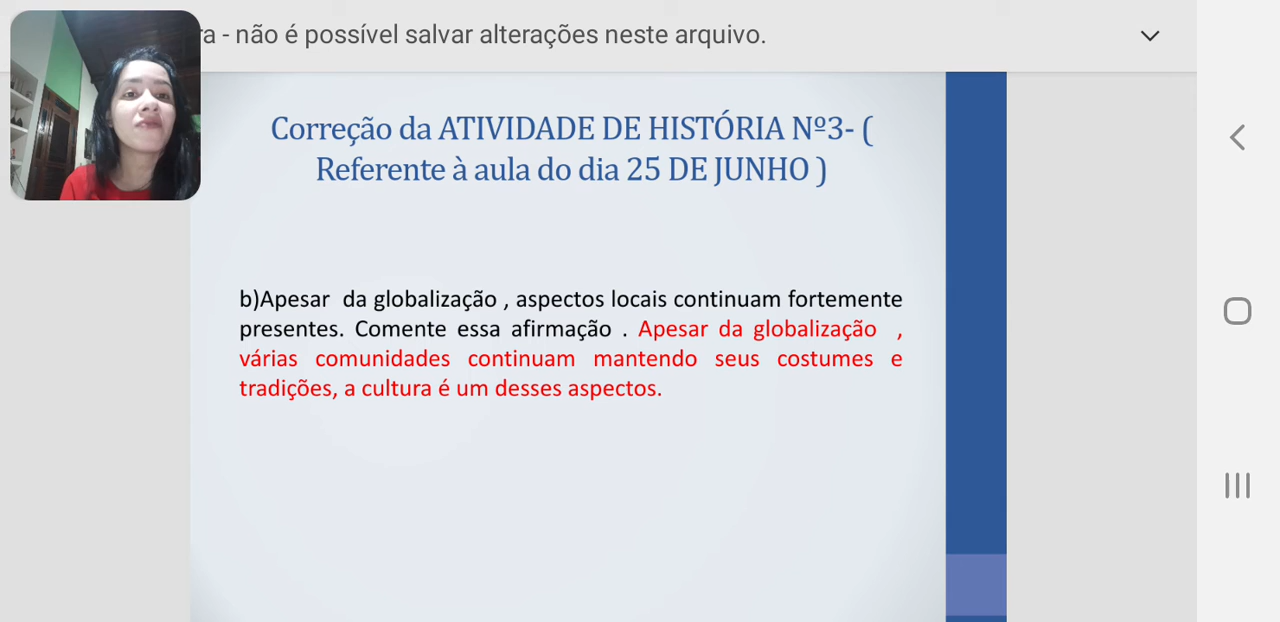 - não é possível salvar alterações neste arquivo.
Correção da ATIVIDADE DE HISTÓRIA Nº3- (
Referente à aula do dia 25 DE JUNHO )
b)Apesar da globalização , aspectos locais continuam fortemente
presentes. Comente essa afirmação . Apesar da globalização ,
várias comunidades continuam mantendo seus costumes e
tradições, a cultura é um desses aspectos.